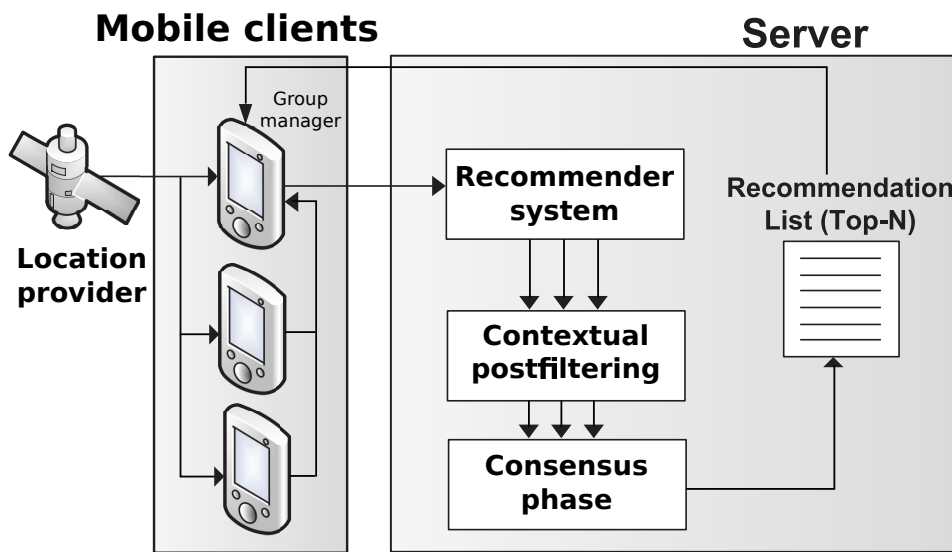 Mobile clients
Server
Group
manager
Location
provider
Recommender
system
Recommendation
List (Top-N)
Contextual
postfiltering
Consensus
phase